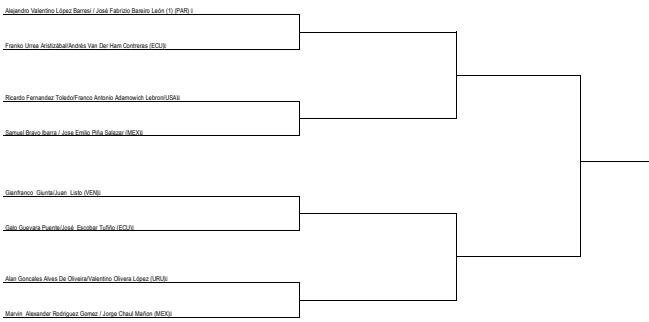 Alejandro Valentino López Barresi / José Fabrizio Bareiro León (1) (PAR)
Franko Urrea Aristizábal/Andrés Van Der Ham Contreras (ECU)
Ricardo Fernandez Toledo/Franco Antonio Adamowich Lebron/USA
Samuel Bravo Ibarra / Jose Emilio Piña Salazar (MEX)
Gianfranco Giunta/Juan Listo (VEN)
Galo Guevara Puente/José Escobar Tufiño (ECU)
Alan Goncales Alves De Oliveira/Valentino Olivera López (URU)
Marvin Alexander Rodriguez Gomez / Jorge Chaul Mañon (MEX)